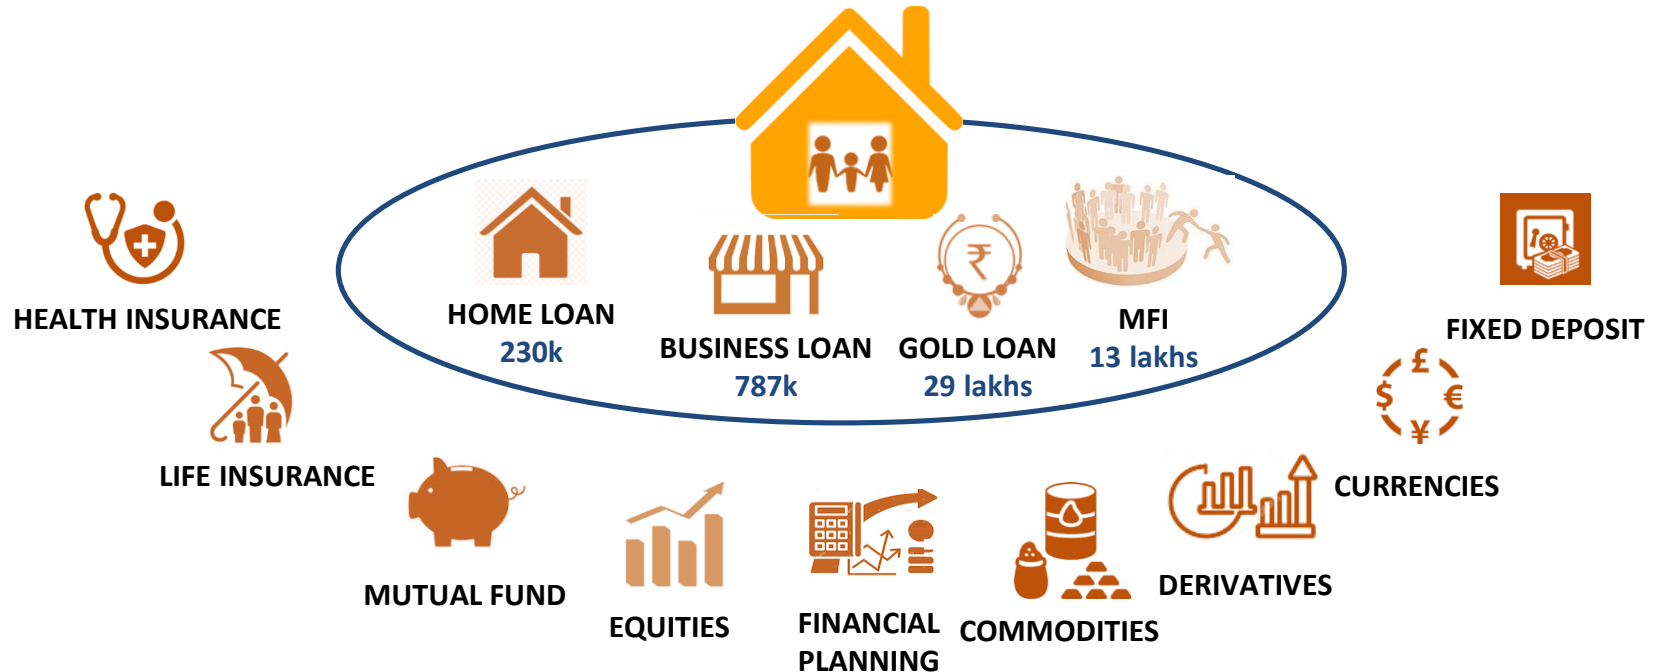 HOME LOAN
230k
BUSINESS LOAN
787k
₹
GOLD LOAN
29 lakhs
MFI
13 lakhs
HEALTH INSURANCE
LIFE INSURANCE
MUTUAL FUND
EQUITIES
FINANCIAL
PLANNING
COMMODITIES
DERIVATIVES
£
$ €
¥
CURRENCIES
FIXED DEPOSIT